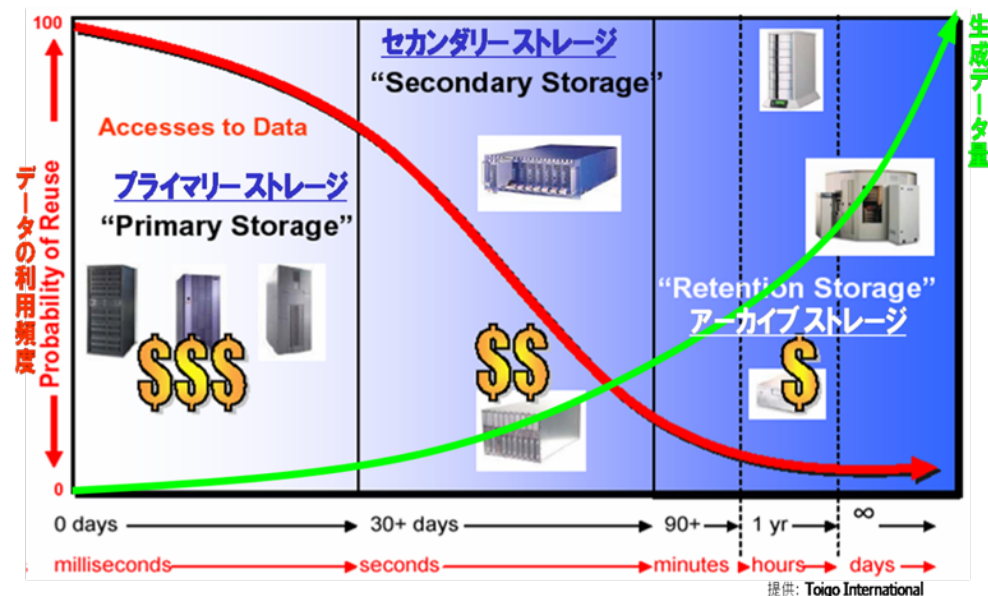 100
セカンダリーストレージ
“Secondary Storage”
生成データ量
Accesses to Data
プライマリーストレージ
“Primary Storage”
データの利用頻度
Probability of Reuse
“Retention Storage”
アーカイブ ストレージ
$$$
$$
$
0
0 days
30+ days
90+
1 yr
∞
milliseconds
seconds
minutes
hours
days
提供: Toigo International